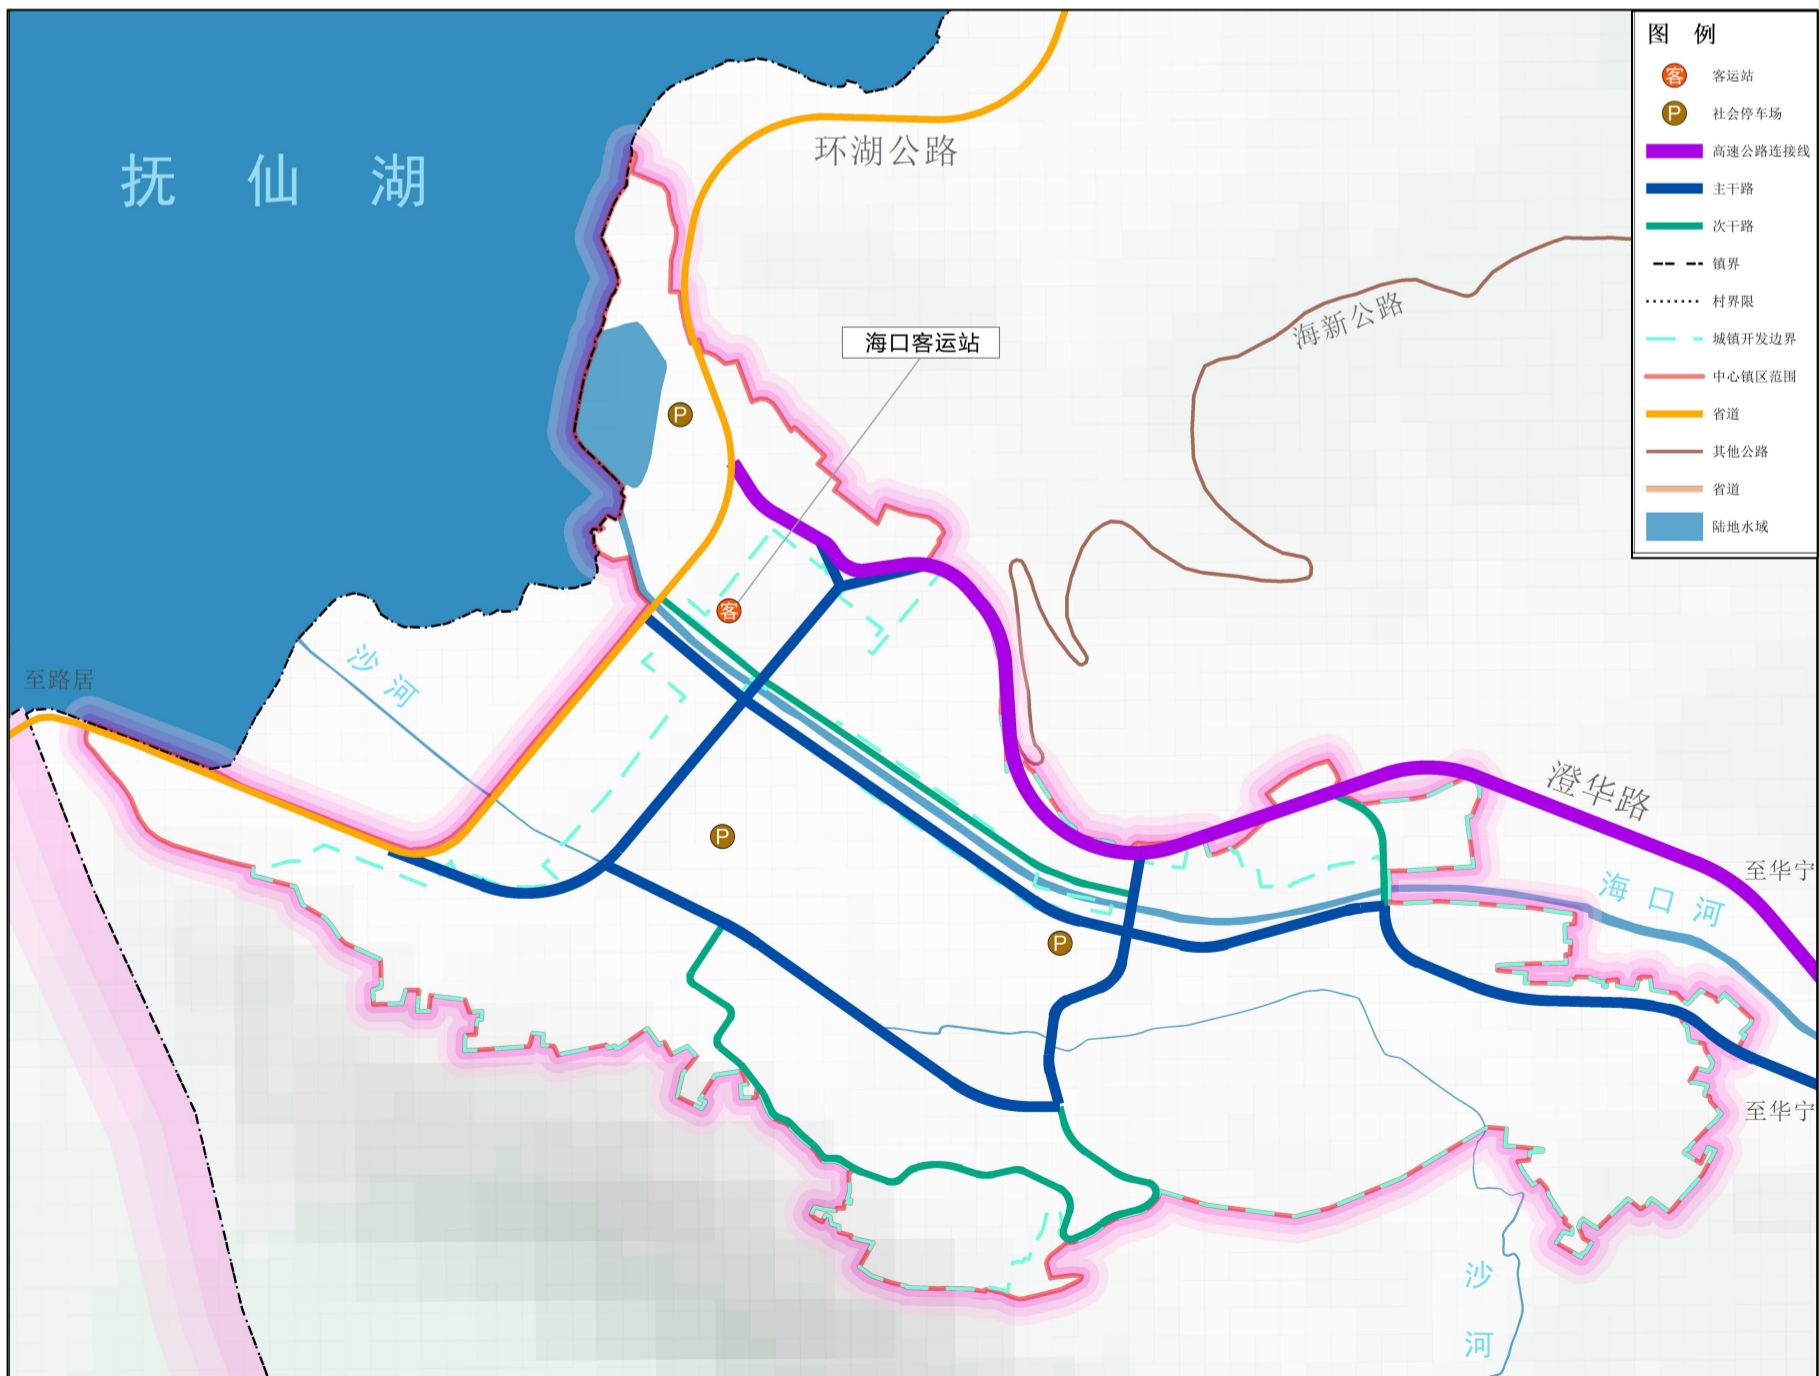 抚仙湖
环湖公路
海新公路
海口客运站
客
P
P
P
沙河
至路居
澄华路
至华宁
海口河
至华宁
沙河
图 例
客 客运站
P 社会停车场
高速公路连接线
主干路
次干路
镇界
村界限
城镇开发边界
中心镇区范围
省道
其他公路
省道
陆地水域